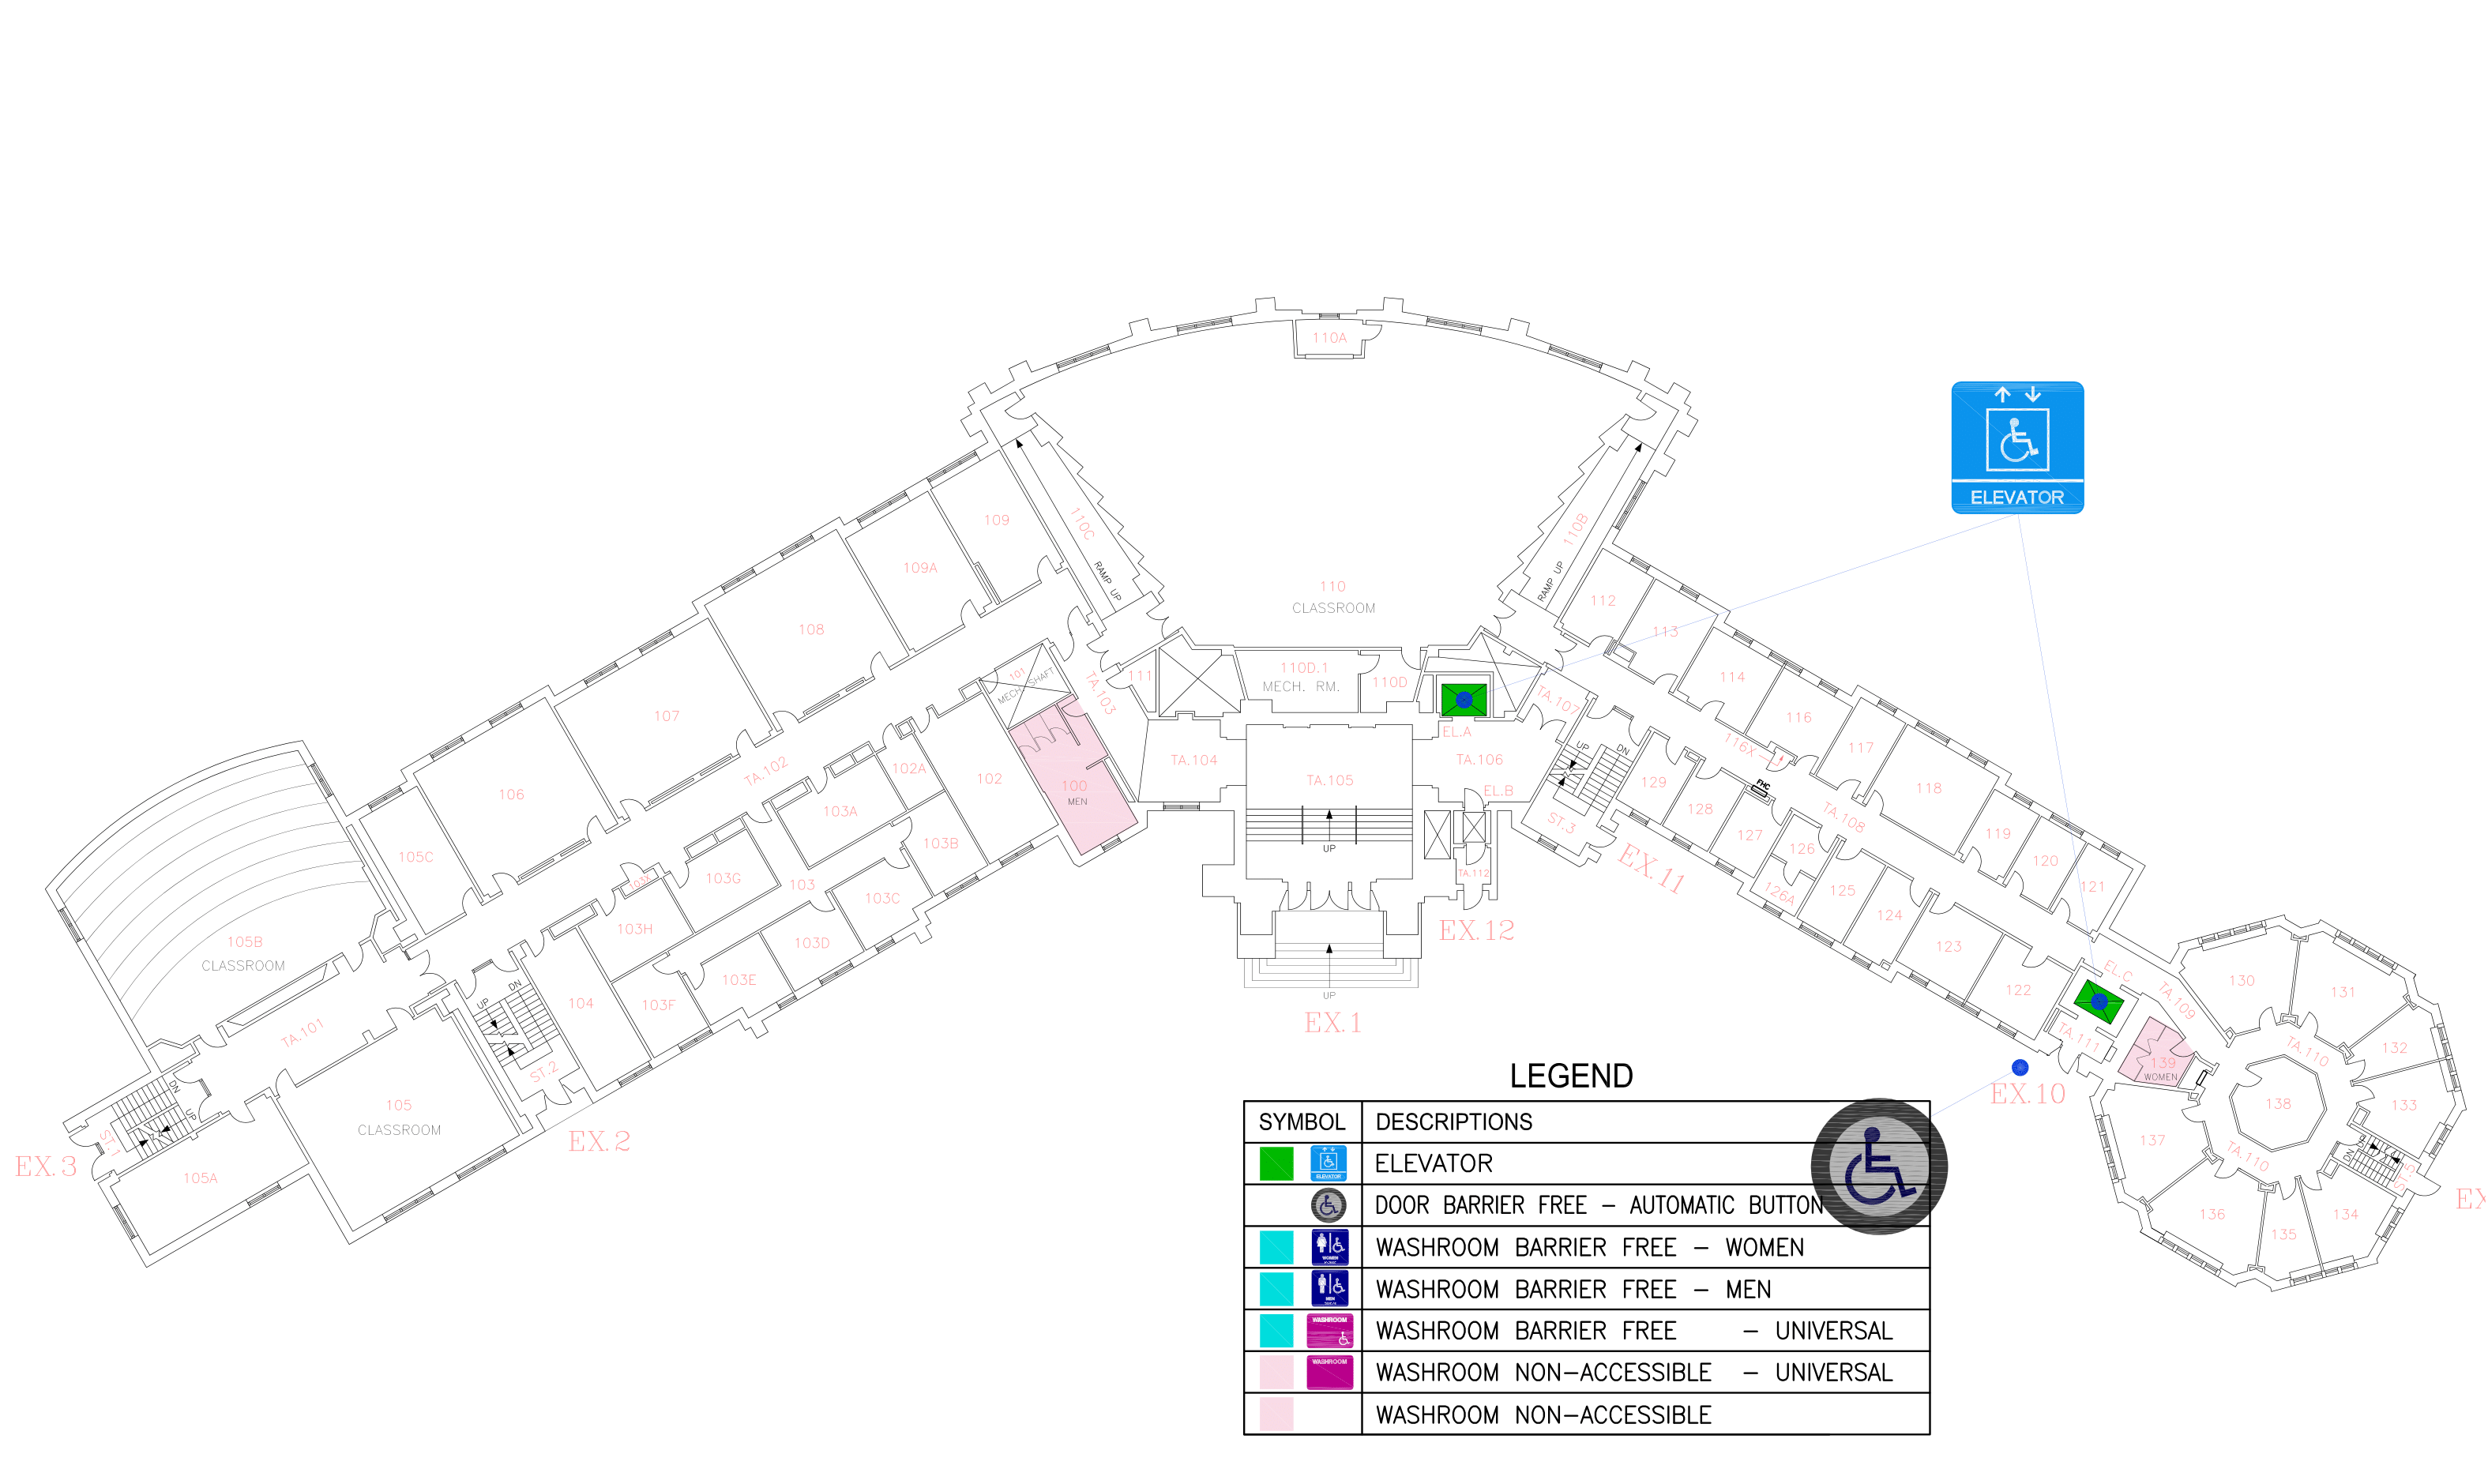 110A
ELEVATOR
109
110C
110B
109A
RAMP UP
RAMP UP
110
CLASSROOM
112
113
108
101
MECH. SHAFT
111
110D.1
MECH. RM.
110D
114
TA.103
TA.107
107
116
EL.A
116X
117
TA.102
102A
102
100
MEN
TA.104
TA.105
TA.106
EL.B
UP
DN
129
128
FHC
118
106
103A
ST.3
TA.108
127
126
119
UP
105C
103B
103X
103G
103
TA.112
EX.11
120
121
126A
125
124
103C
103H
103D
EX.12
123
105B
CLASSROOM
103E
EL.C
130
131
122
TA.109
104
103F
UP
DN
UP
EX.1
TA.101
TA.111
TA.110
132
ST.2
139
WOMEN
EX.10
138
133
DN
UP
105
CLASSROOM
EX.2
ST.1
EX.3
105A
137
TA.110
UP
DN
ST.5
EX
136
135
134
LEGEND
SYMBOL DESCRIPTIONS
ELEVATOR ELEVATOR
DOOR BARRIER FREE - AUTOMATIC BUTTON
WOMEN WASHROOM BARRIER FREE - WOMEN
MEN WASHROOM BARRIER FREE - MEN
WASHROOM WASHROOM BARRIER FREE - UNIVERSAL
WASHROOM WASHROOM NON-ACCESSIBLE - UNIVERSAL
WASHROOM NON-ACCESSIBLE